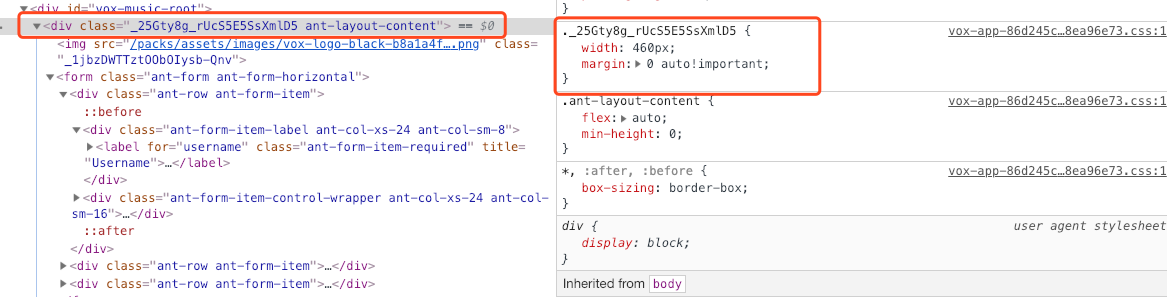 ▼<div id="vox-music-root">
▼<div class="_25Gty8g_rUcS5E5SsXmlD5 ant-layout-content"> == $0
<img src="/packs/assets/images/vox-logo-black-b8a1a4f….png" class=
"_1jbzDWTTztOObOIysb-Qnv">
▼<form class="ant-form ant-form-horizontal">
▼<div class="ant-row ant-form-item">
::before
▼<div class="ant-form-item-label ant-col-xs-24 ant-col-sm-8">
▶<label for="username" class="ant-form-item-required" title=
"Username">…</label>
</div>
▶<div class="ant-form-item-control-wrapper ant-col-xs-24 ant-col-
sm-16">…</div>
::after
</div>
▶<div class="ant-row ant-form-item">…</div>
▶<div class="ant-row ant-form-item">…</div>
}
._25Gty8g_rUcS5E5SsXmlD5 { vox-app-86d245c…8ea96e73.css:1
width: 460px;
margin:▶ 0 auto!important;
}
.ant-layout-content { vox-app-86d245c…8ea96e73.css:1
flex:▶ auto;
min-height: 0;
}
*, :after, :before { vox-app-86d245c…8ea96e73.css:1
box-sizing: border-box;
}
div { user agent stylesheet
display: block;
}
Inherited from body